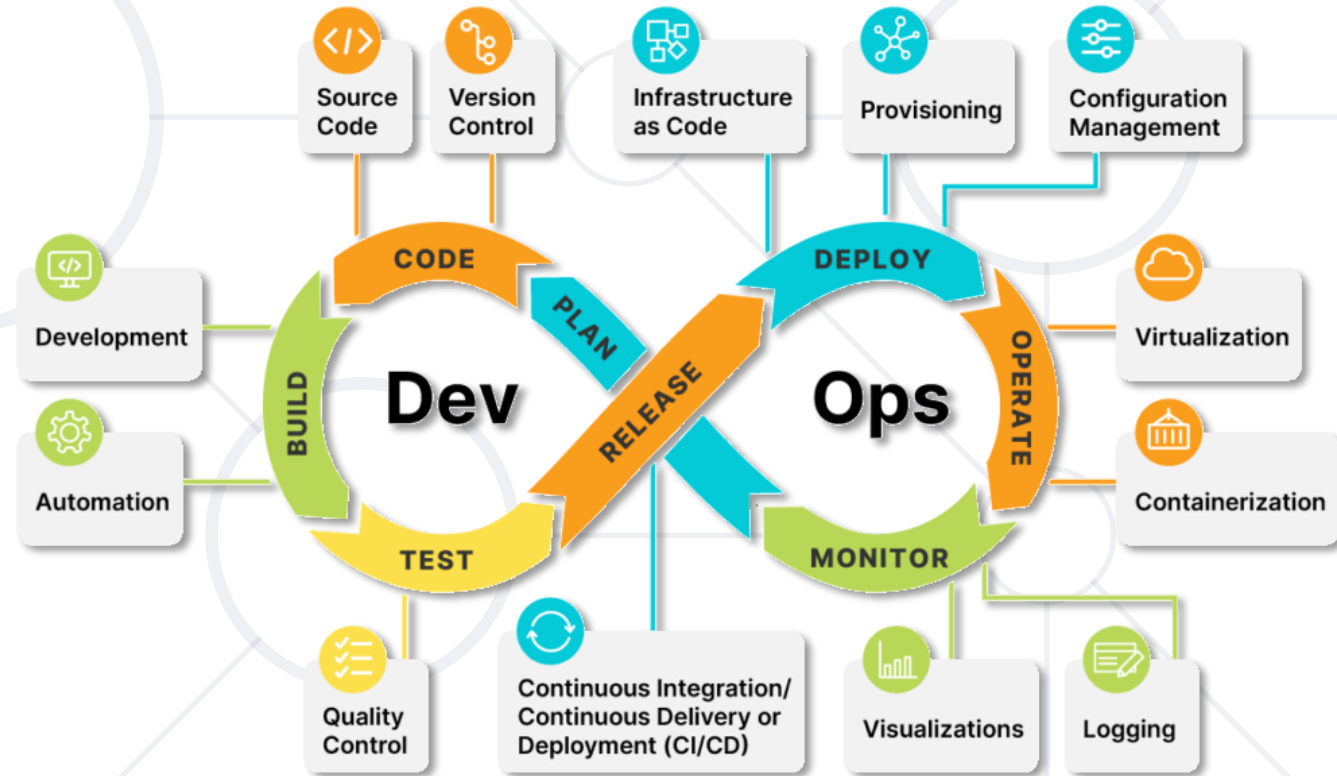 Source
Code
Version
Control
Infrastructure
as Code
Provisioning
Configuration
Management
CODE
DEPLOY
PLAN
Development
Virtualization
BUILD
Dev
RELEASE
Ops
OPERATE
Automation
Containerization
TEST
MONITOR
Quality
Control
Continuous Integration/
Continuous Delivery or
Deployment (CI/CD)
Visualizations
Logging